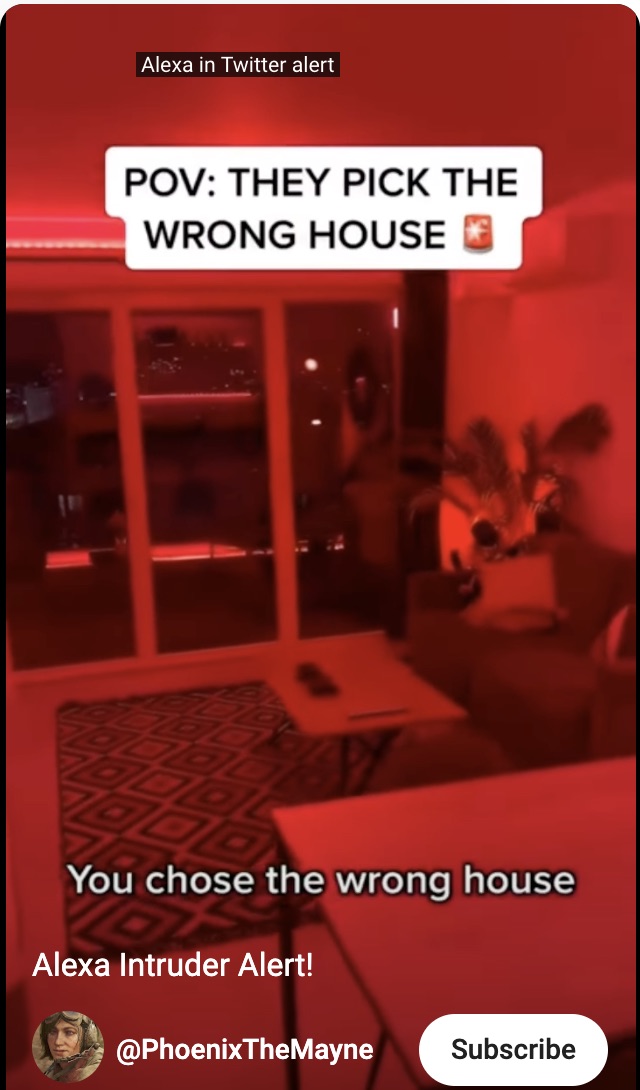 Alexa in Twitter alert
POV: THEY PICK THE
WRONG HOUSE 🚨
You chose the wrong house
Alexa Intruder Alert!
@PhoenixTheMayne
Subscribe